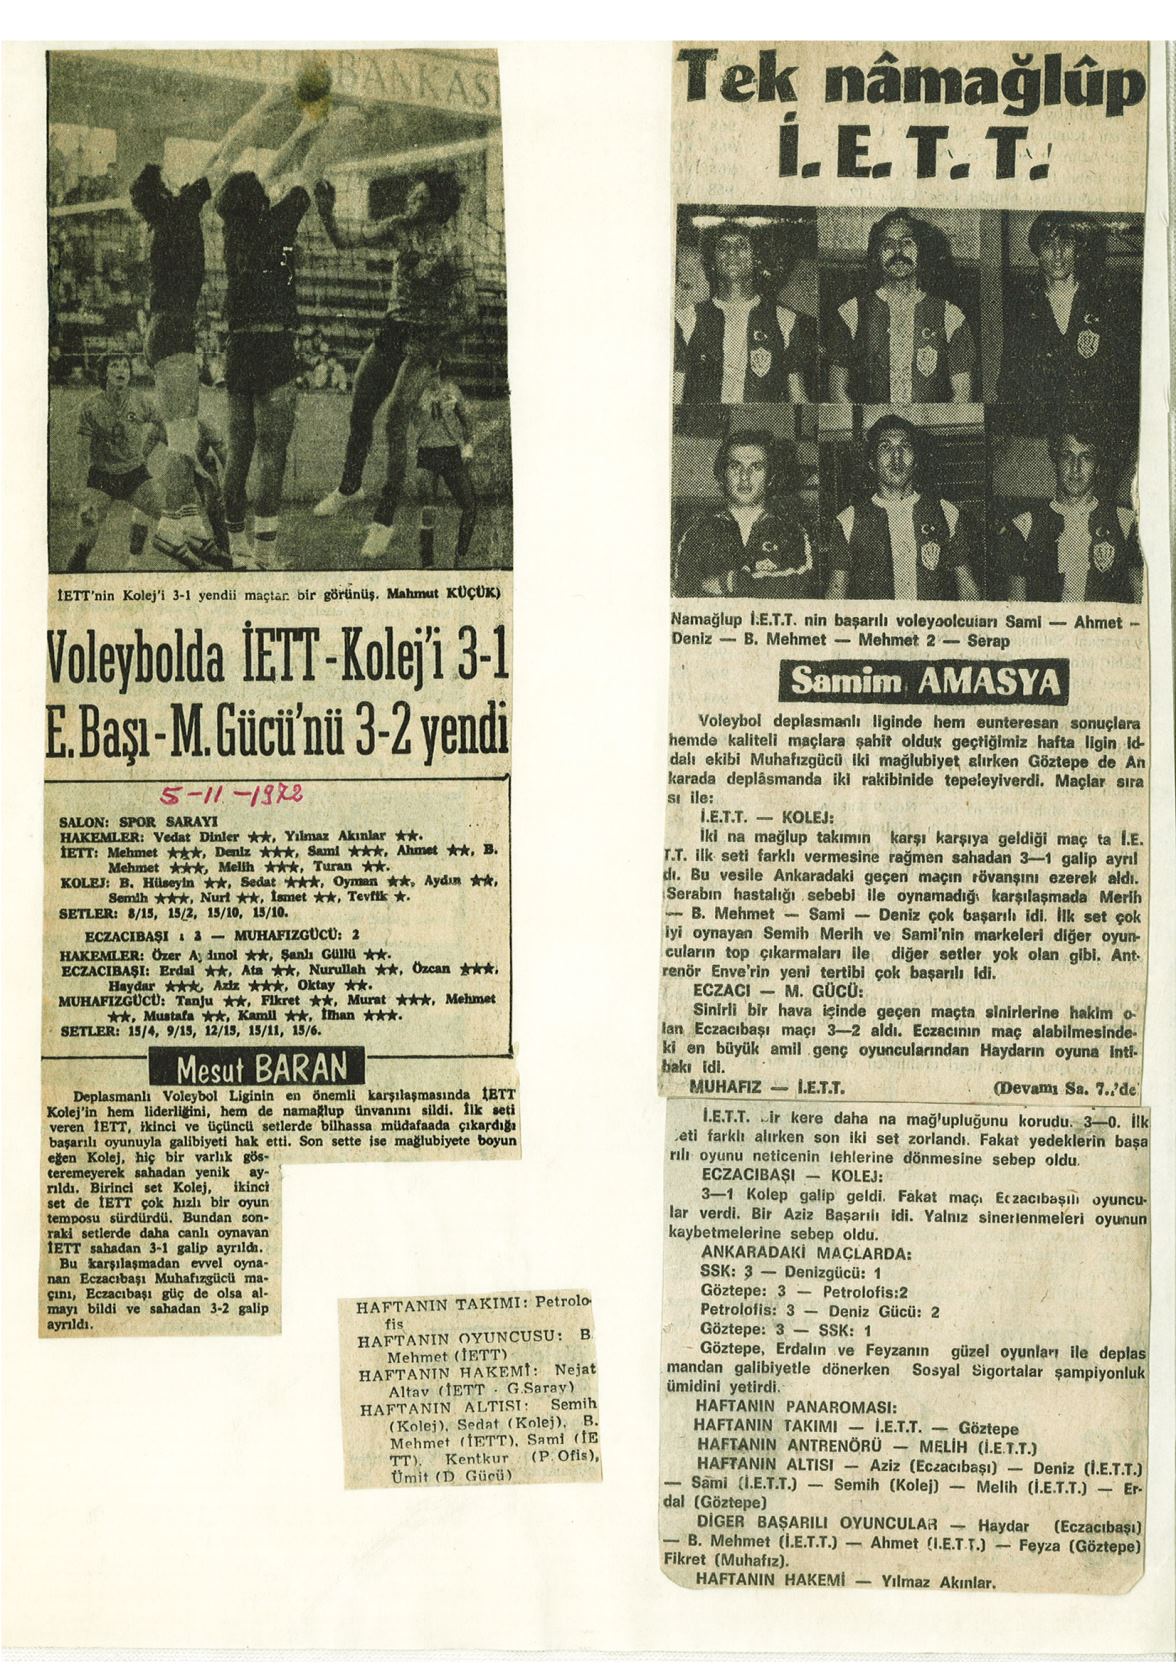 BANKASI
İETT'nin Kolej'i 3-1 yendii maçtan bir görünüş. Mahmut KÜÇÜK)
Voleybolda İETT-Kolej'i 3-1
E.Başı-M.Gücü'nü 3-2 yendi
5-11-1972
SALON: SPOR SARAYI
HAKEMLER: Vedat Dinler ★★, Yılmaz Akınlar ★★.
İETT: Mehmet ★★★, Deniz ★★★, Sami ★★★, Ahmet ★★, B.
Mehmet ★★★, Melih ★★★, Turan ★★.
KOLEJ: B. Hüseyin ★★, Sedat ★★★, Oyman ★★, Aydın ★★,
Semih ★★★, Nuri ★★, İsmet ★★, Tevfik ★.
SETLER: 8/15, 15/2, 15/10, 15/10.
ECZACIBAŞI : 3 — MUHAFIZGÜCÜ: 2
HAKEMLER: Özer Aydınol ★★, Şanlı Güllü ★★.
ECZACIBAŞI: Erdal ★★, Ata ★★, Nurullah ★★, Özcan ★★★,
Haydar ★★★, Aziz ★★★, Oktay ★★.
MUHAFIZGÜCÜ: Tanju ★★, Fikret ★★, Murat ★★★, Mehmet
★★, Mustafa ★★, Kamil ★★, İlhan ★★★.
SETLER: 15/4, 9/15, 12/15, 15/11, 15/6.
Mesut BARAN
Deplasmanlı Voleybol Liginin en önemli karşılaşmasında İETT
Kolej'in hem liderliğini, hem de namağlup ünvanını sildi. İlk seti
veren İETT, ikinci ve üçüncü setlerde bilhassa müdafaada çıkardığı
başarılı oyunuyla galibiyeti hak etti. Son sette ise mağlubiyete boyun
eğen Kolej, hiç bir varlık gös-
teremeyerek sahadan yenik ay-
rıldı. Birinci set Kolej, ikinci
set de İETT çok hızlı bir oyun
temposu sürdürdü. Bundan son-
raki setlerde daha canlı oynavan
İETT sahadan 3-1 galip ayrıldı.
Bu karşılaşmadan evvel oyna-
nan Eczacıbaşı Muhafızgücü ma-
çını, Eczacıbaşı güç de olsa al-
mayı bildi ve sahadan 3-2 galip
ayrıldı.
HAFTANIN TAKIMI: Petrolo-
fis
HAFTANIN OYUNCUSU: B
Mehmet (İETT)
HAFTANIN HAKEMİ: Nejat
Altav (İETT - G.Saray)
HAFTANIN ALTISI: Semih
(Kolej), Sedat (Kolej), B.
Mehmet (İETT), Sami (İE
TT), Kentkur (P.Ofis),
Ümit (D Gücü)
Tek nâmağlûp
İ.E.T.T.
Namağlup İ.E.T.T. nin başarılı voleyoolcuları Sami — Ahmet -
Deniz — B. Mehmet — Mehmet 2 — Serap
Samim AMASYA
Voleybol deplasmanlı liginde hem eunteresan sonuçlara
hemde kaliteli maçlara şahit olduk geçtiğimiz hafta ligin id
dalı ekibi Muhafızgücü iki mağlubiyet alırken Göztepe de An
karada deplâsmanda iki rakibinide tepeleyiverdi. Maçlar sıra
sı ile:
İ.E.T.T. — KOLEJ:
İki na mağlup takımın karşı karşıya geldiği maç ta İ.E.
T.T. ilk seti farklı vermesine rağmen sahadan 3—1 galip ayrıl
dı. Bu vesile Ankaradaki geçen maçın rövanşını ezerek aldı.
Serabın hastalığı sebebi ile oynamadığı karşılaşmada Merih
— B. Mehmet — Sami — Deniz çok başarılı idi. İlk set çok
iyi oynayan Semih Merih ve Sami'nin markeleri diğer oyun-
cuların top çıkarmaları ile diğer setler yok olan gibi. Ant-
renör Enve'rin yeni tertibi çok başarılı idi.
ECZACI — M. GÜCÜ:
Sinirli bir hava içinde geçen maçta sinirlerine hakim o-
lan Eczacıbaşı maçı 3—2 aldı. Eczacının maç alabilmesinde-
ki en büyük amil genç oyuncularından Haydarın oyuna inti-
bakı idi.
MUHAFIZ — İ.E.T.T. (Devamı Sa. 7.'de
İ.E.T.T. bir kere daha na mağ'upluğunu korudu. 3—0. İlk
seti farklı alırken son iki set zorlandı. Fakat yedeklerin başa
rılı oyunu neticenin lehlerine dönmesine sebep oldu.
ECZACIBAŞI — KOLEJ:
3—1 Kolep galip geldi. Fakat maçı Eczacıbaşılı oyuncu-
lar verdi. Bir Aziz Başarılı idi. Yalnız sinerlenmeleri oyunun
kaybetmelerine sebep oldu.
ANKARADAKİ MACLARDA:
SSK: 3 — Denizgücü: 1
Göztepe: 3 — Petrolofis:2
Petrolofis: 3 — Deniz Gücü: 2
Göztepe: 3 — SSK: 1
Göztepe, Erdalın ve Feyzanın güzel oyunları ile deplas
mandan galibiyetle dönerken Sosyal Sigortalar şampiyonluk
ümidini yetirdi.
HAFTANIN PANAROMASI:
HAFTANIN TAKIMI — İ.E.T.T. — Göztepe
HAFTANIN ANTRENÖRÜ — MELİH (İ.E.T.T.)
HAFTANIN ALTISI — Aziz (Eczacıbaşı) — Deniz (İ.E.T.T.)
— Sami (İ.E.T.T.) — Semih (Kolej) — Melih (İ.E.T.T.) — Er-
dal (Göztepe)
DİGER BAŞARILI OYUNCULAR — Haydar (Eczacıbaşı)
— B. Mehmet (İ.E.T.T.) — Ahmet (İ.E.T.T.) — Feyza (Göztepe)
Fikret (Muhafız).
HAFTANIN HAKEMİ — Yılmaz Akınlar.